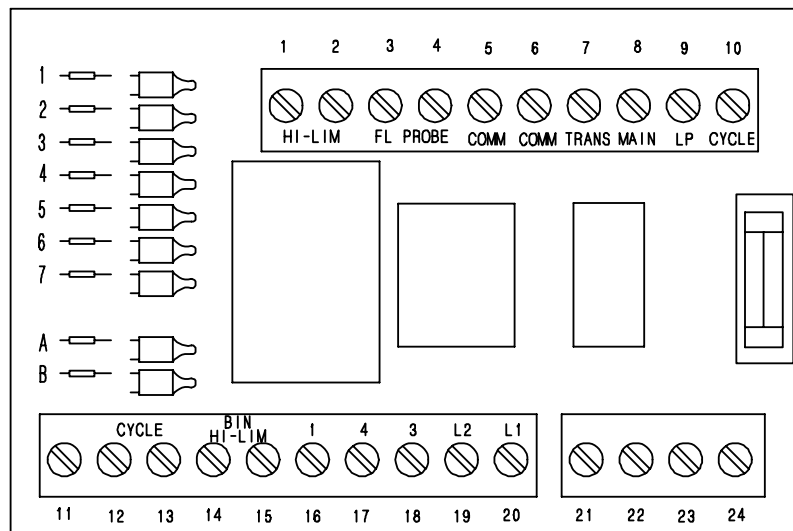 1 2 3 4 5 6 7 8 9 10
HI-LIM FL PROBE COMM COMM TRANS MAIN LP CYCLE
1
2
3
4
5
6
7
A
B
CYCLE BIN HI-LIM 1 4 3 L2 L1
11 12 13 14 15 16 17 18 19 20 21 22 23 24